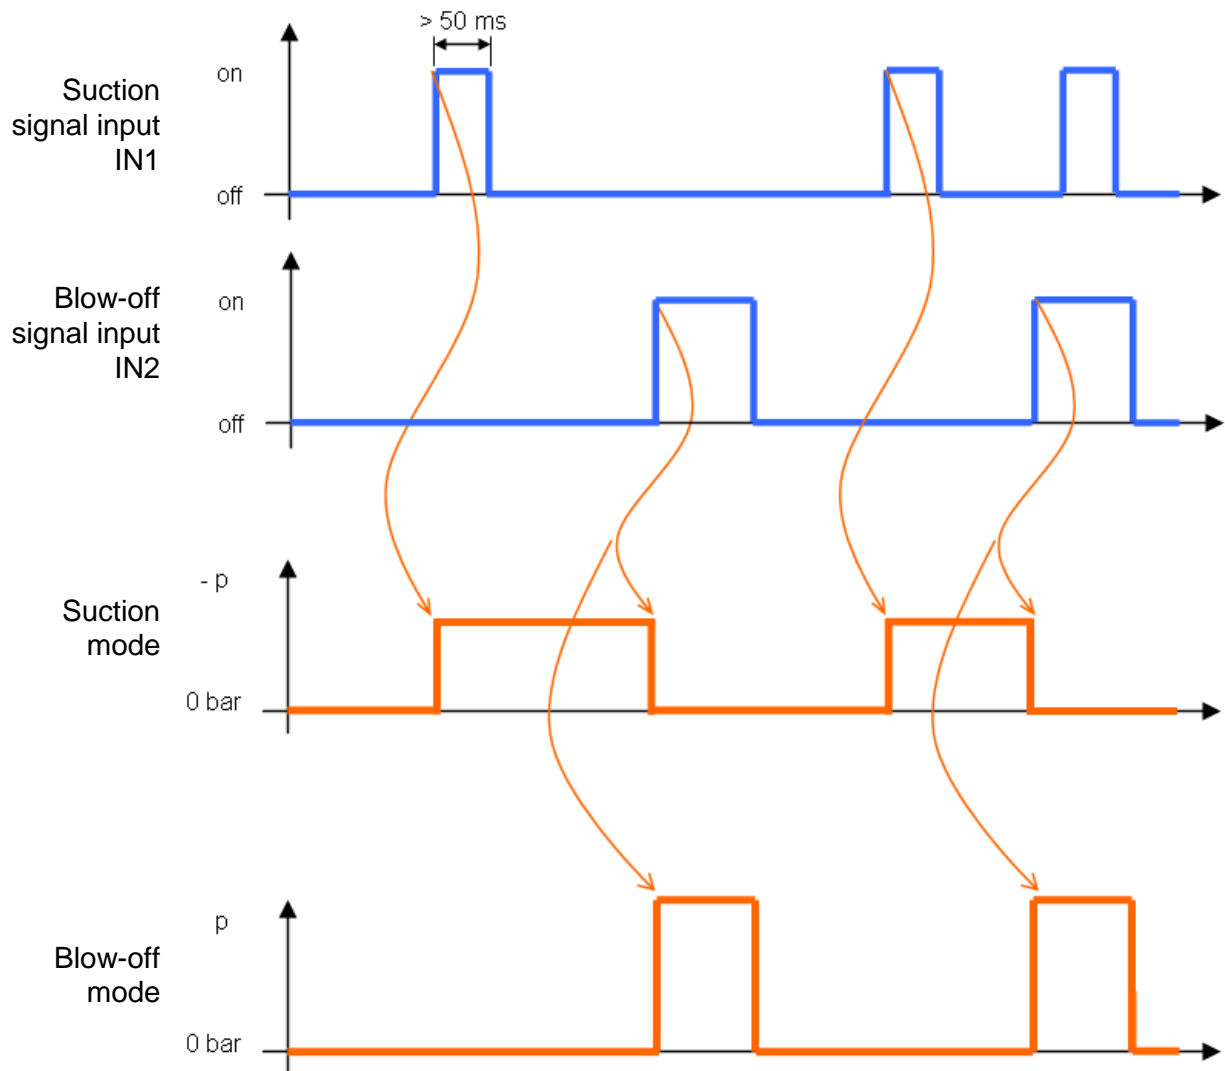 > 50 ms
on
Suction
signal input
IN1
off
Blow-off
signal input
IN2
on
off
- p
Suction
mode
0 bar
p
Blow-off
mode
0 bar